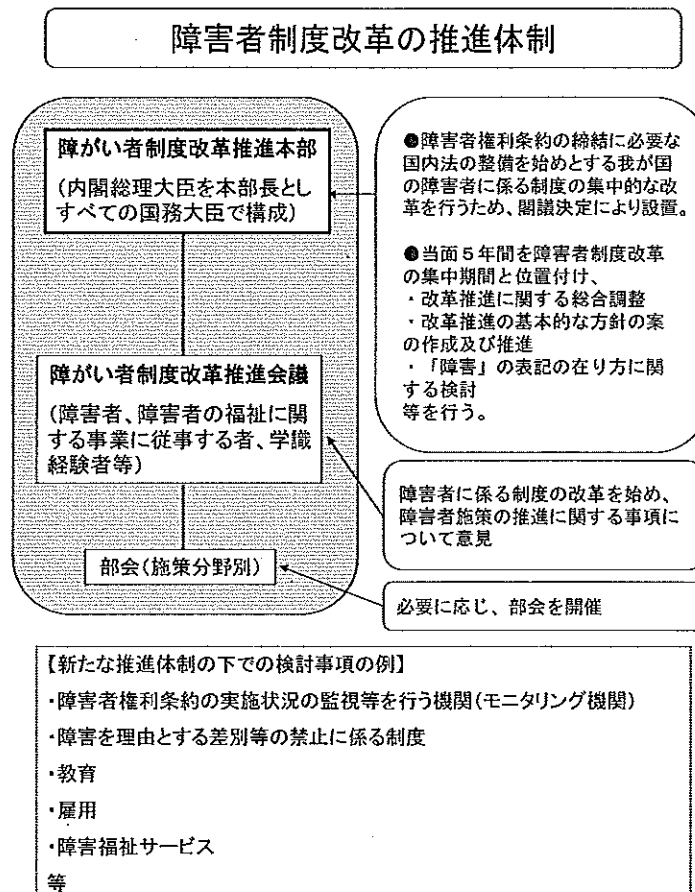 障害者制度改革の推進体制
障がい者制度改革推進本部
(内閣総理大臣を本部長とし
すべての国務大臣で構成)
●障害者権利条約の締結に必要な
国内法の整備を始めとする我が国
の障害者に係る制度の集中的な改
革を行うため、閣議決定により設置。
●当面5年間を障害者制度改革
の集中期間と位置付け、
・改革推進に関する総合調整
・改革推進の基本的な方針の案
の作成及び推進
・「障害」の表記の在り方に関
する検討
等を行う。
障がい者制度改革推進会議
(障害者、障害者の福祉に関
する事業に従事する者、学識
経験者等)
障害者に係る制度の改革を始め、
障害者施策の推進に関する事項に
ついて意見
部会(施策分野別)
必要に応じ、部会を開催
【新たな推進体制の下での検討事項の例】
・障害者権利条約の実施状況の監視等を行う機関(モニタリング機関)
・障害を理由とする差別等の禁止に係る制度
・教育
・雇用
・障害福祉サービス
等